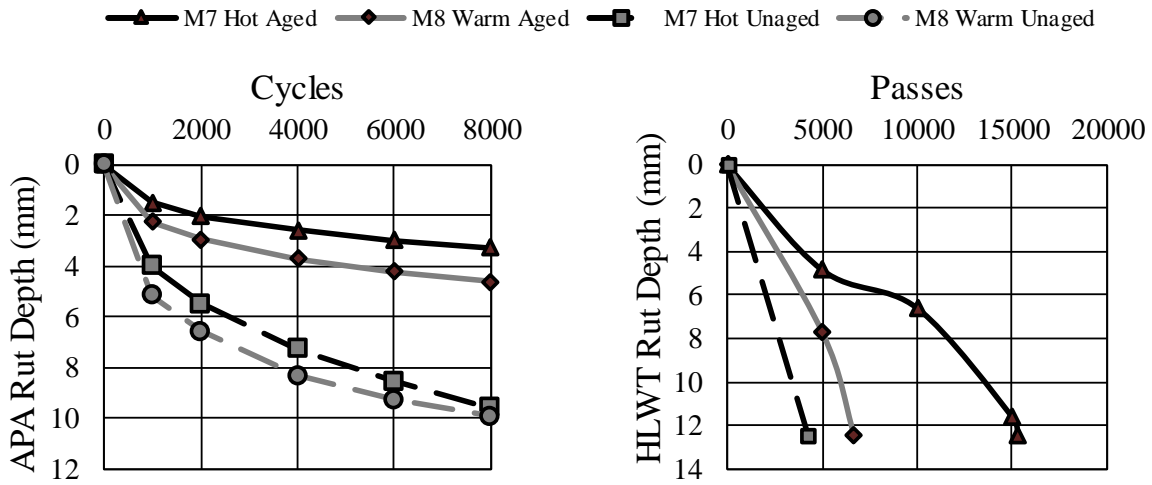 M7 Hot Aged M8 Warm Aged M7 Hot Unaged M8 Warm Unaged
Cycles
0 2000 4000 6000 8000
0
2
4
6
8
10
12
APA Rut Depth (mm)
Passes
0 5000 10000 15000 20000
0
2
4
6
8
10
12
14
HLWT Rut Depth (mm)